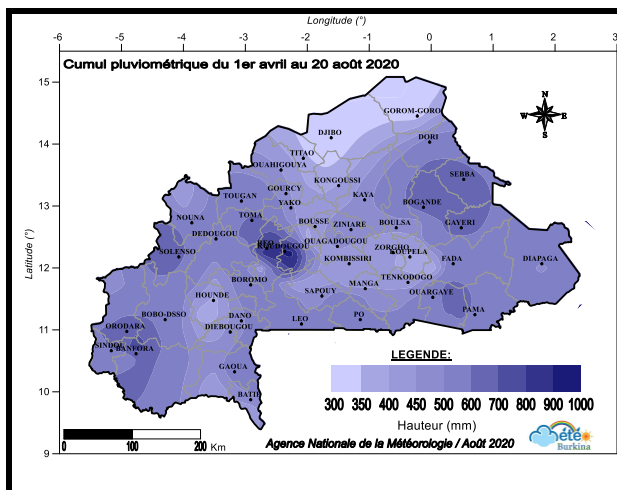 Longitude (°)
-6 -5 -4 -3 -2 -1 0 1 2 3
Cumul pluviométrique du 1er avril au 20 août 2020
15
14
13
12
11
10
9
Latitude (°)
N
W E
S
GOROM-GORO
DJIBO
DORI
TITAO
OUAHIGOUYA
KONGOUSSI
SEBBA
GOURCY
TOUGAN
KAYA
YAKO
BOGANDE
NOUNA
TOMA
BOUSSE
ZINIARE
BOULSA
GAYERI
DEDOUGOU
OUAGADOUGOU
SOLENSO
KOUDOUGOU
ZORGHO
KOUPELA
KOMBISSIRI
FADA
DIAPAGA
BOROMO
TENKODOGO
MANGA
SAPOUY
HOUNDE
OUARGAYE
BOBO-DSSO
DANO
LEO
PO
PAMA
ORODARA
DIEBOUGOU
BANFORA
GAOUA
BATIE
LEGENDE:
300 350 400 450 500 600 700 800 900 1000
Hauteur (mm)
0 100 200 Km
Agence Nationale de la Météorologie / Août 2020
Météo
Burkina